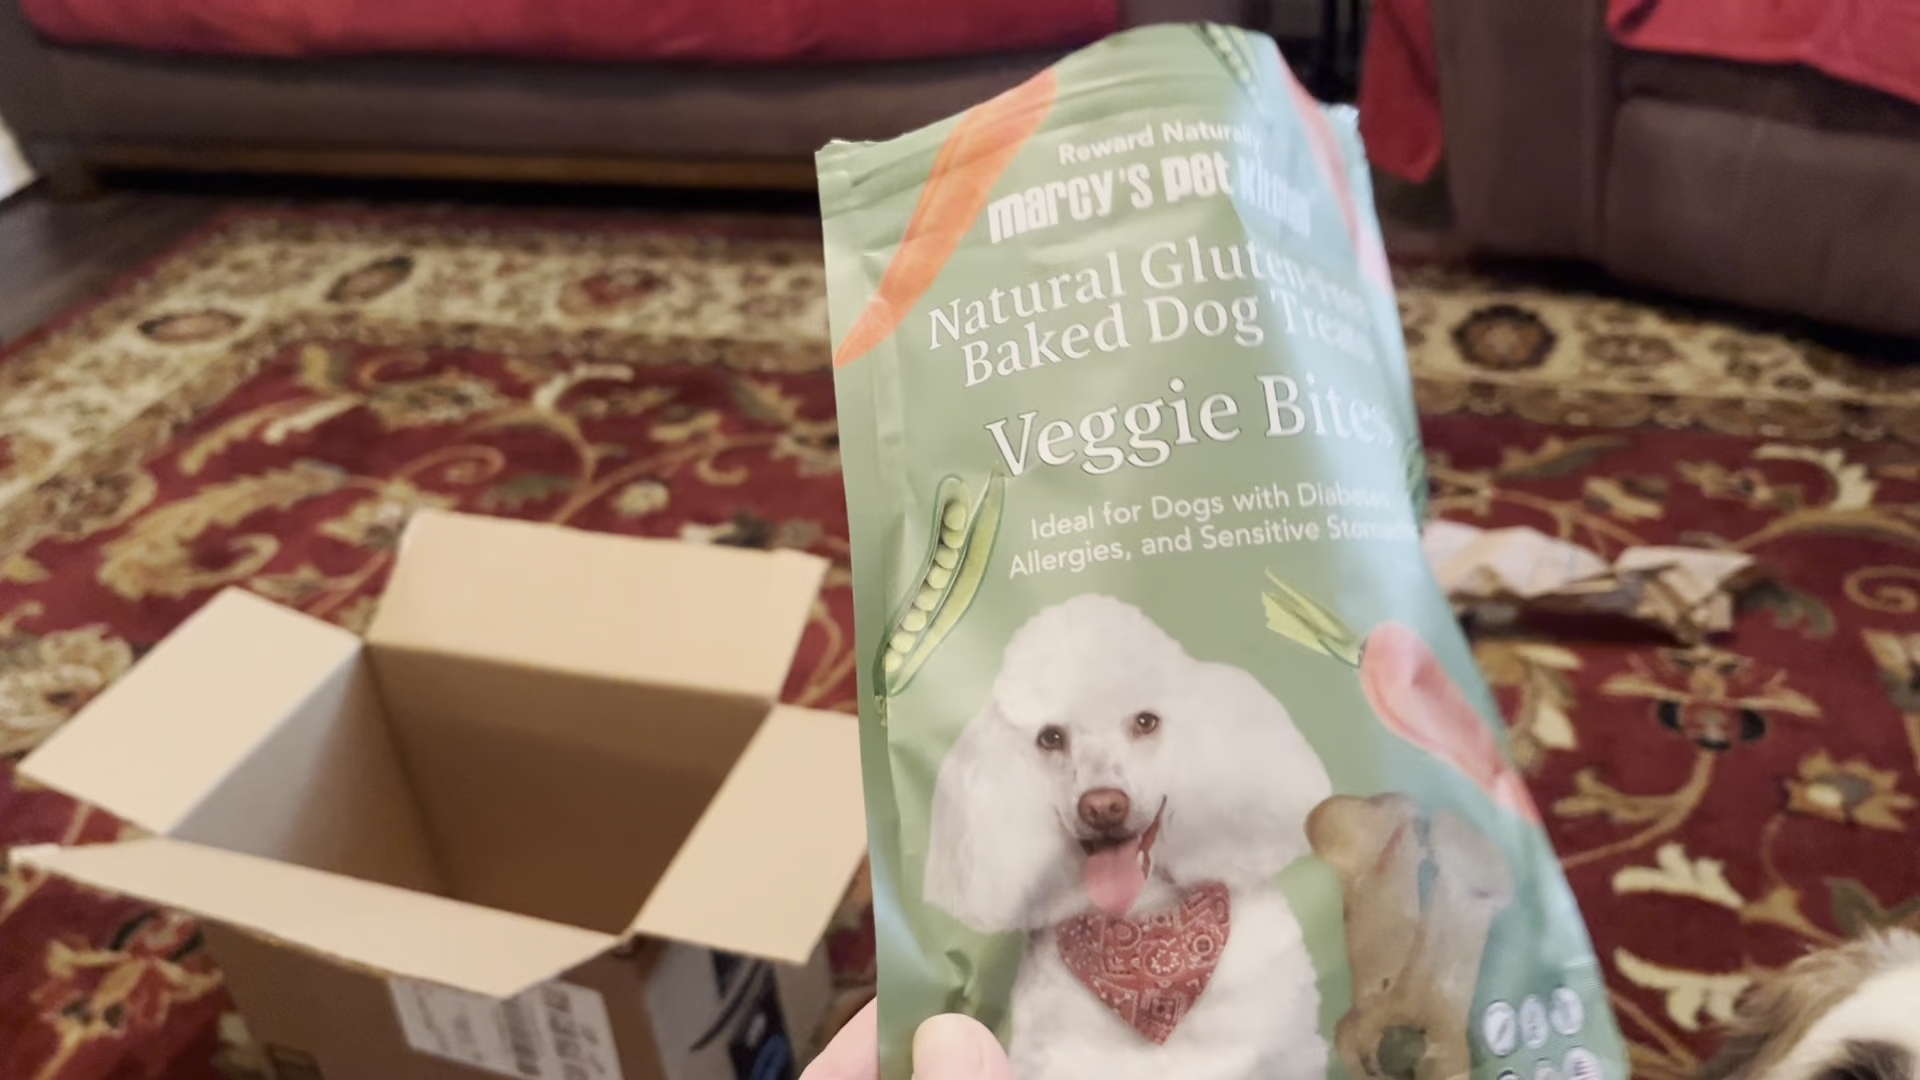 Reward Naturally
marcy's pet kitchen
Natural Gluten-Free
Baked Dog Treats
Veggie Bites
Ideal for Dogs with Diabetes,
Allergies, and Sensitive Stomachs